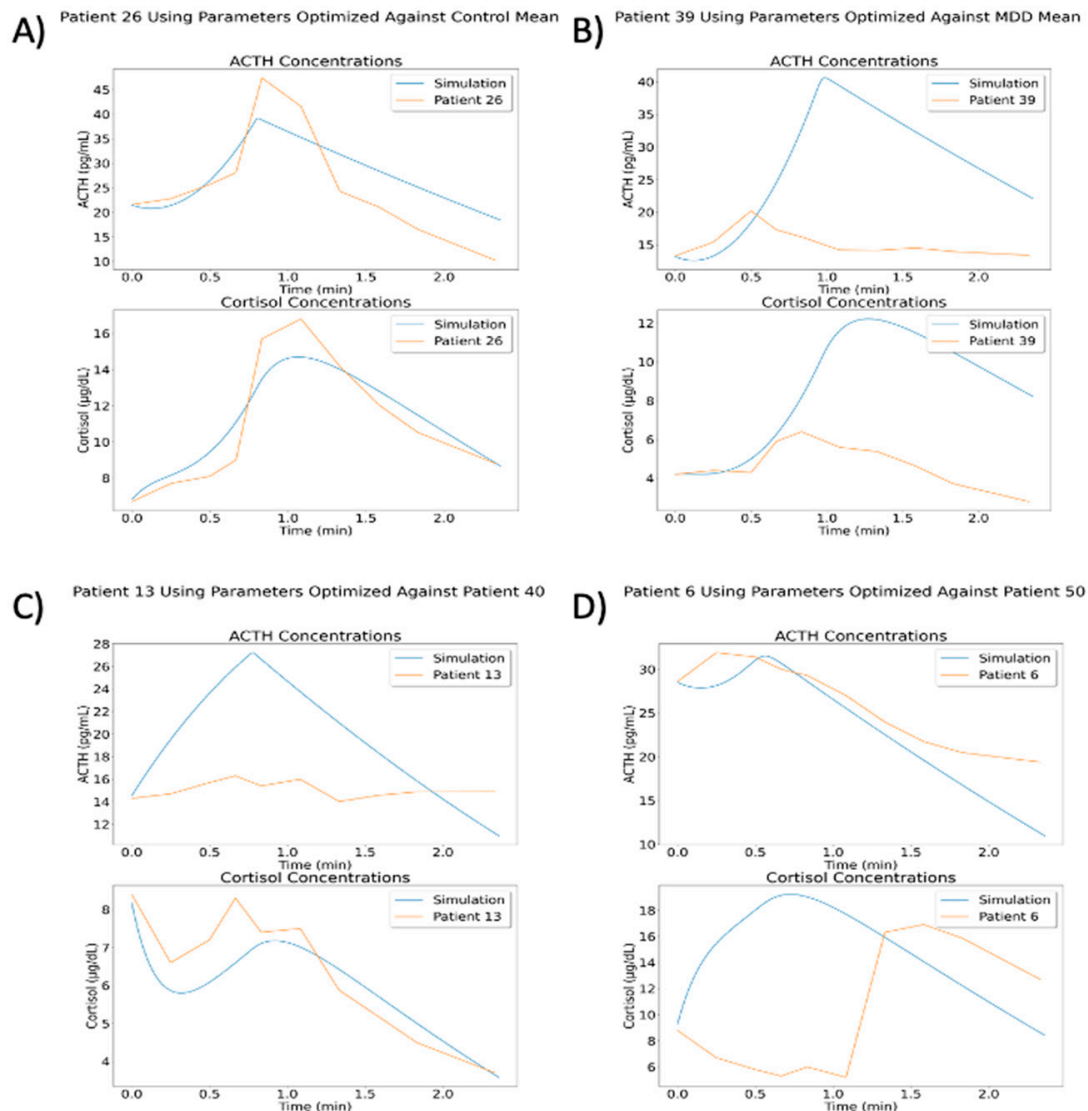 A) Patient 26 Using Parameters Optimized Against Control Mean
ACTH Concentrations
Simulation
Patient 26
45
40
35
30
25
20
15
10
ACTH (pg/mL)
0.0 0.5 1.0 1.5 2.0
Time (min)
Cortisol Concentrations
Simulation
Patient 26
16
14
12
10
8
Cortisol (µg/dL)
0.0 0.5 1.0 1.5 2.0
Time (min)
B) Patient 39 Using Parameters Optimized Against MDD Mean
ACTH Concentrations
Simulation
Patient 39
40
35
30
25
20
15
ACTH (pg/mL)
0.0 0.5 1.0 1.5 2.0
Time (min)
Cortisol Concentrations
Simulation
Patient 39
12
10
8
6
4
Cortisol (µg/dL)
0.0 0.5 1.0 1.5 2.0
Time (min)
C) Patient 13 Using Parameters Optimized Against Patient 40
ACTH Concentrations
Simulation
Patient 13
28
26
24
22
20
18
16
14
12
ACTH (pg/mL)
0.0 0.5 1.0 1.5 2.0
Time (min)
Cortisol Concentrations
Simulation
Patient 13
8
7
6
5
4
Cortisol (µg/dL)
0.0 0.5 1.0 1.5 2.0
Time (min)
D) Patient 6 Using Parameters Optimized Against Patient 50
ACTH Concentrations
Simulation
Patient 6
30
25
20
15
10
ACTH (pg/mL)
0.0 0.5 1.0 1.5 2.0
Time (min)
Cortisol Concentrations
Simulation
Patient 6
18
16
14
12
10
8
6
Cortisol (µg/dL)
0.0 0.5 1.0 1.5 2.0
Time (min)